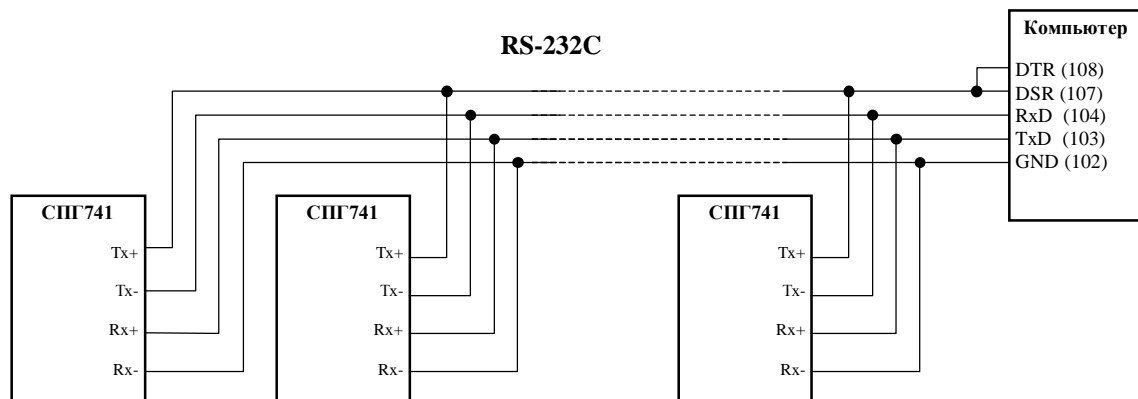 Компьютер
RS-232C
DTR (108)
DSR (107)
RxD (104)
TxD (103)
GND (102)
СПГ741
Tx+
Tx-
Rx+
Rx-
СПГ741
Tx+
Tx-
Rx+
Rx-
СПГ741
Tx+
Tx-
Rx+
Rx-